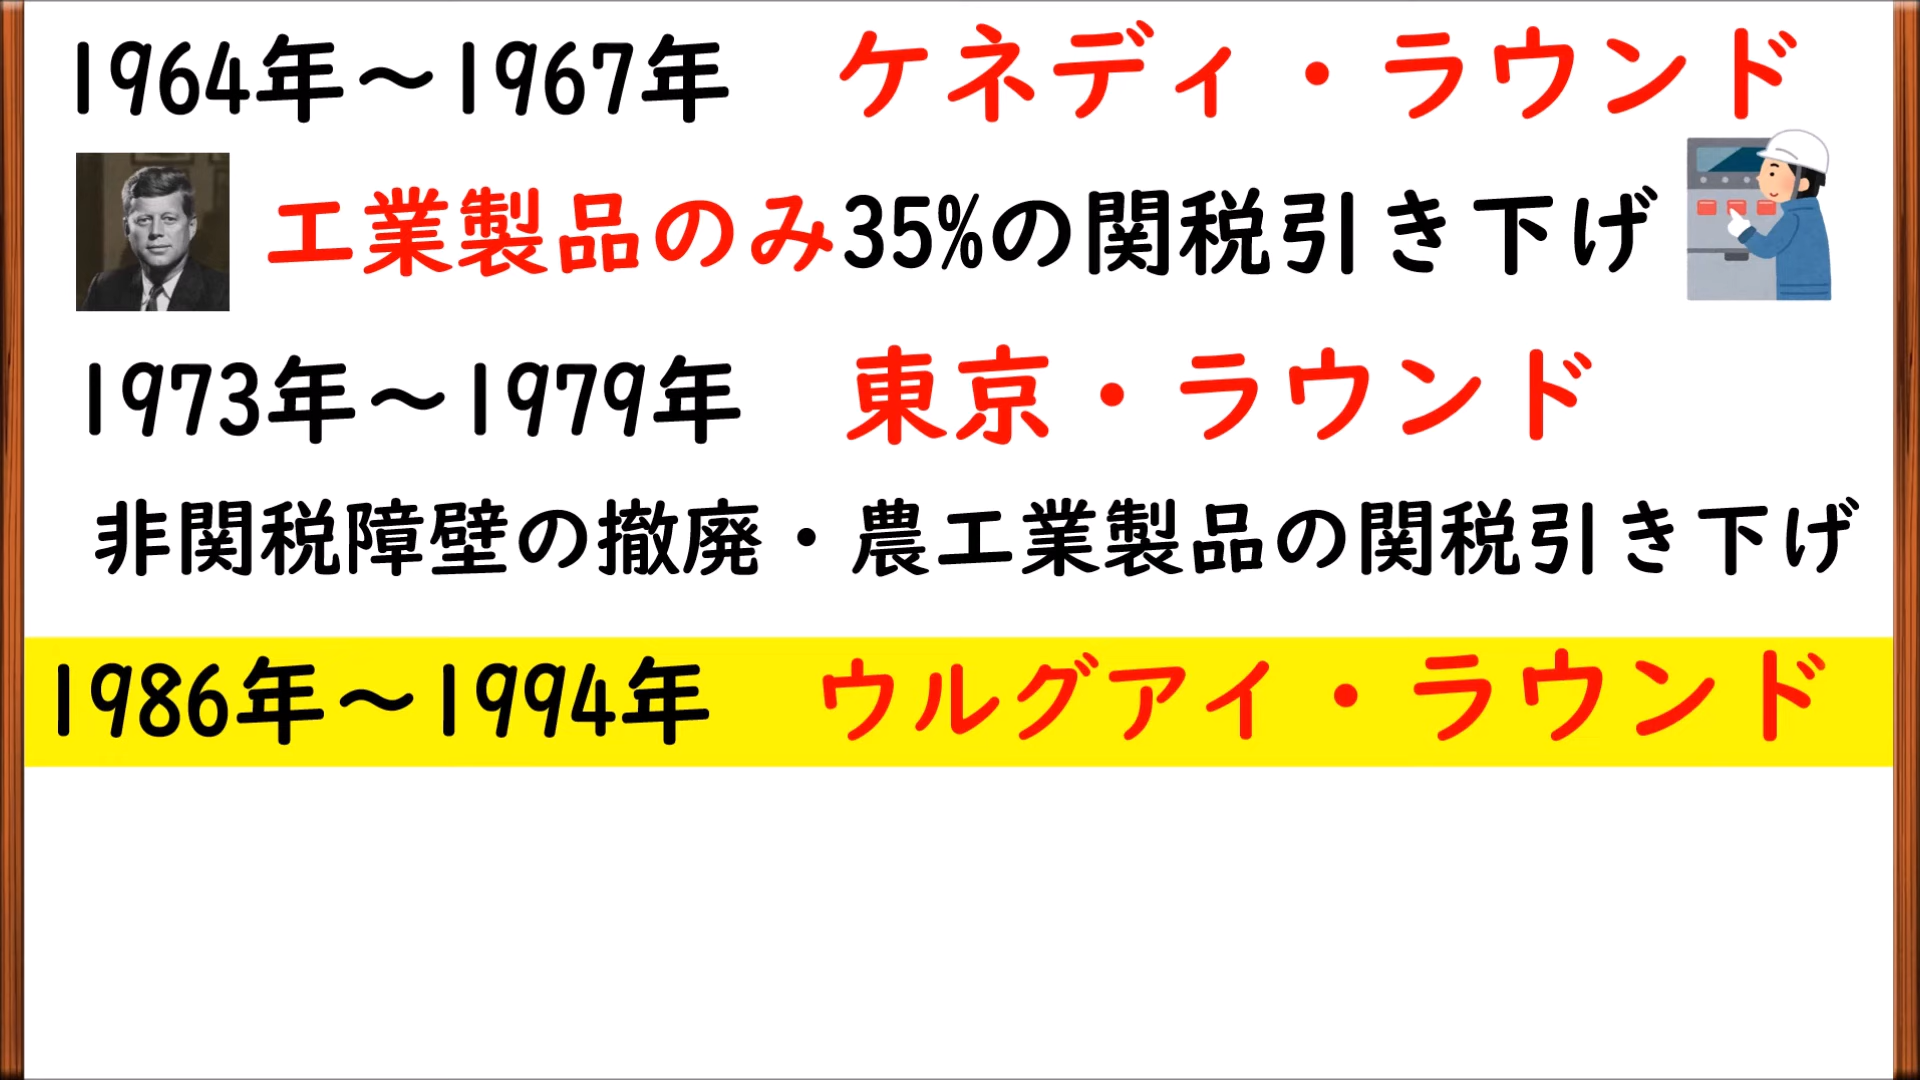 1964年～1967年　ケネディ・ラウンド
工業製品のみ35%の関税引き下げ
1973年～1979年　東京・ラウンド
非関税障壁の撤廃・農工業製品の関税引き下げ
1986年～1994年　ウルグアイ・ラウンド